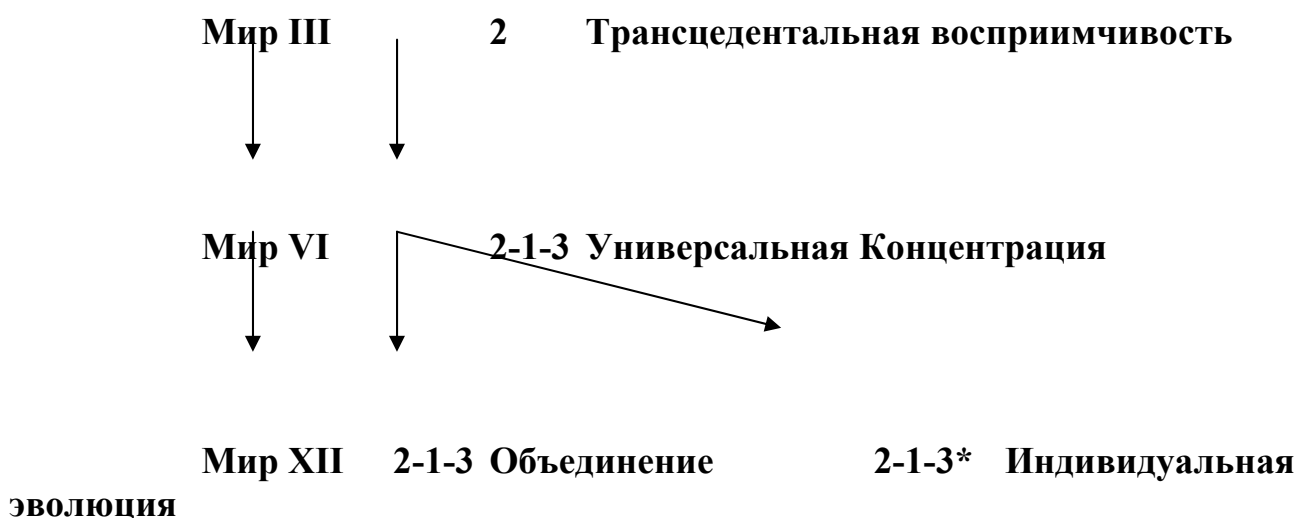 Мир III 2 Трансцедентальная восприимчивость
Мир VI 2-1-3 Универсальная Концентрация
Мир XII 2-1-3 Объединение 2-1-3* Индивидуальная
эволюция